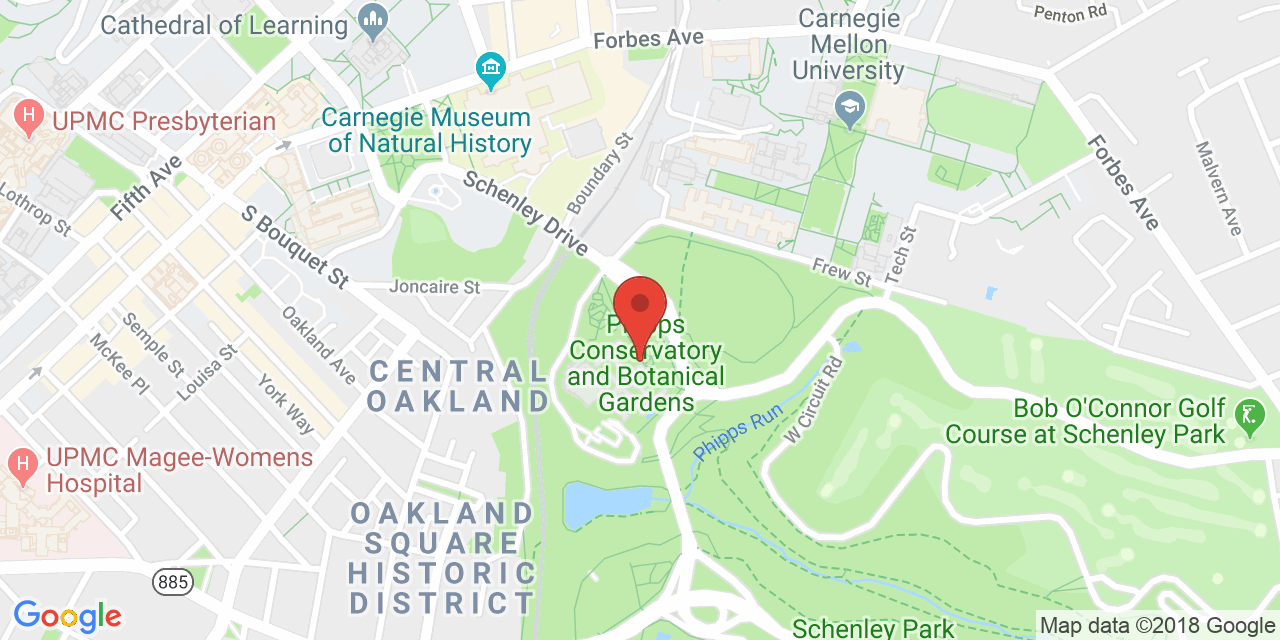 Cathedral of Learning
Forbes Ave
Carnegie
Mellon
University
Penton Rd
H
UPMC Presbyterian
Carnegie Museum
of Natural History
Fifth Ave
Lothrop St
S Bouquet St
Schenley Drive
Boundary St
Forbes Ave
Malvern Ave
Joncaire St
Frew St
Tech St
Semple St
McKee Pl
Louisa St
Oakland Ave
York Way
CENTRAL
OAKLAND
Phipps
Conservatory
and Botanical
Gardens
Phipps Run
W Circuit Rd
Bob O'Connor Golf
Course at Schenley Park
H
UPMC Magee-Womens
Hospital
OAKLAND
SQUARE
HISTORIC
DISTRICT
885
Google
Schenley Park
Map data ©2018 Google